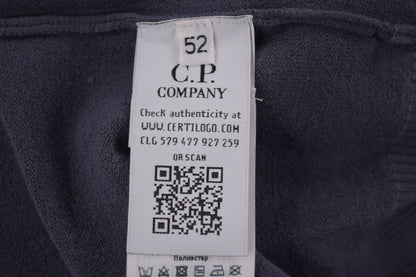 52
C.P.
COMPANY
Check authenticity at
WWW.CERTILOGO.COM
CLG 579 477 927 259
OR SCAN
Полиэстер